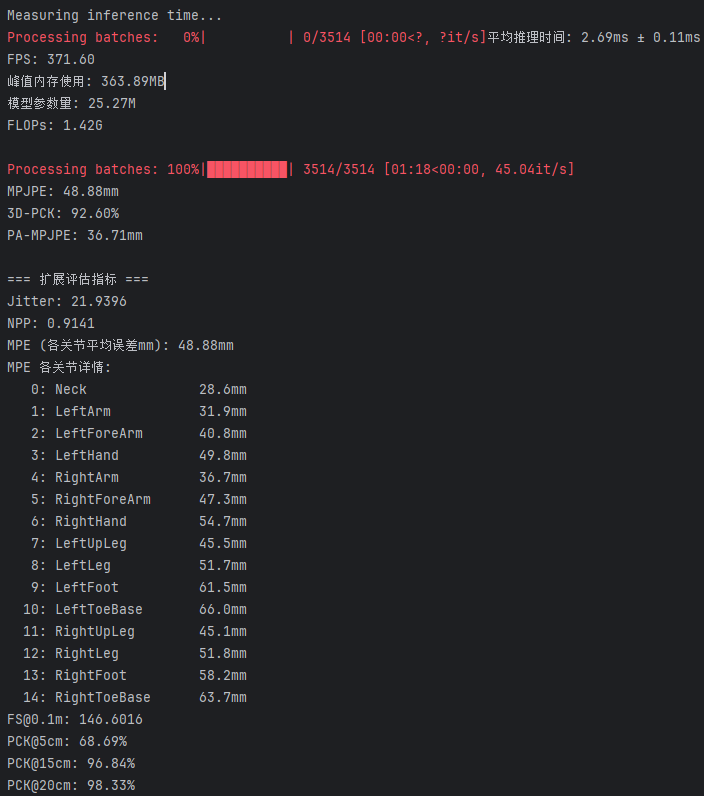 Measuring inference time...
Processing batches:   0%|          | 0/3514 [00:00<?, ?it/s]平均推理时间: 2.69ms ± 0.11ms
FPS: 371.60
峰值内存使用: 363.89MB
模型参数量: 25.27M
FLOPs: 1.42G
Processing batches: 100%|██████████| 3514/3514 [01:18<00:00, 45.04it/s]
MPJPE: 48.88mm
3D-PCK: 92.60%
PA-MPJPE: 36.71mm
=== 扩展评估指标 ===
Jitter: 21.9396
NPP: 0.9141
MPE (各关节平均误差mm): 48.88mm
MPE 各关节详情:
0: Neck 28.6mm
1: LeftArm 31.9mm
2: LeftForeArm 40.8mm
3: LeftHand 49.8mm
4: RightArm 36.7mm
5: RightForeArm 47.3mm
6: RightHand 54.7mm
7: LeftUpLeg 45.5mm
8: LeftLeg 51.7mm
9: LeftFoot 61.5mm
10: LeftToeBase 66.0mm
11: RightUpLeg 45.1mm
12: RightLeg 51.8mm
13: RightFoot 58.2mm
14: RightToeBase 63.7mm
FS@0.1m: 146.6016
PCK@5cm: 68.69%
PCK@15cm: 96.84%
PCK@20cm: 98.33%